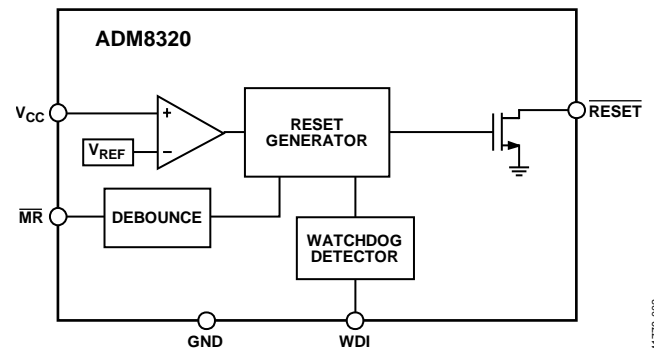 ADM8320
VCC
+
VREF
−
RESET
GENERATOR
RESET
MR
DEBOUNCE
WATCHDOG
DETECTOR
GND
WDI